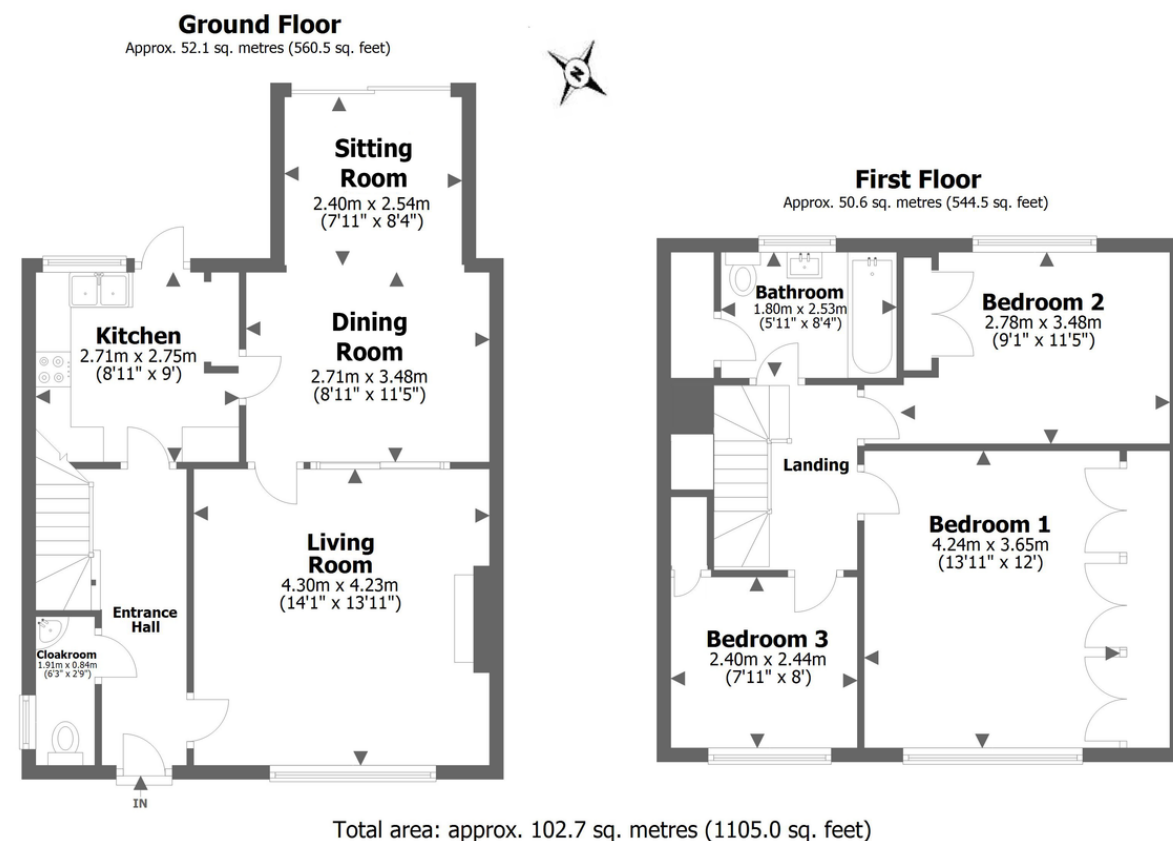 Ground Floor
Approx. 52.1 sq. metres (560.5 sq. feet)
N
Sitting
Room
2.40m x 2.54m
(7'11" x 8'4")
Kitchen
2.71m x 2.75m
(8'11" x 9')
Dining
Room
2.71m x 3.48m
(8'11" x 11'5")
Living
Room
4.30m x 4.23m
(14'1" x 13'11")
Entrance
Hall
Cloakroom
1.91m x 0.84m
(6'3" x 2'9")
IN
First Floor
Approx. 50.6 sq. metres (544.5 sq. feet)
Bathroom
1.80m x 2.53m
(5'11" x 8'4")
Bedroom 2
2.78m x 3.48m
(9'1" x 11'5")
Landing
Bedroom 1
4.24m x 3.65m
(13'11" x 12')
Bedroom 3
2.40m x 2.44m
(7'11" x 8')
Total area: approx. 102.7 sq. metres (1105.0 sq. feet)